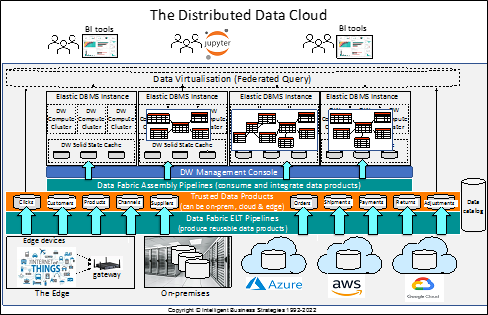 The Distributed Data Cloud
BI tools
jupyter
BI tools
Data Virtualisation (Federated Query)
Elastic DBMS Instance
Elastic DBMS Instance
Elastic DBMS Instance
Elastic DBMS Instance
DW Compute Cluster
DW Compute Cluster
DW Compute Cluster
DW Solid State Cache
DW Solid State Cache
DW Management Console
Data Fabric Assembly Pipelines (consume and integrate data products)
Trusted Data Products
(can be on-prem, cloud & edge)
Clicks
Customers
Products
Channels
Suppliers
Orders
Shipments
Payments
Returns
Adjustments
Data
catalog
Data Fabric ELT Pipelines
(produce reusable data products)
Edge devices
INTERNET
THINGS
gateway
The Edge
On-premises
Azure
aws
Google Cloud
Copyright © Intelligent Business Strategies 1992-2022